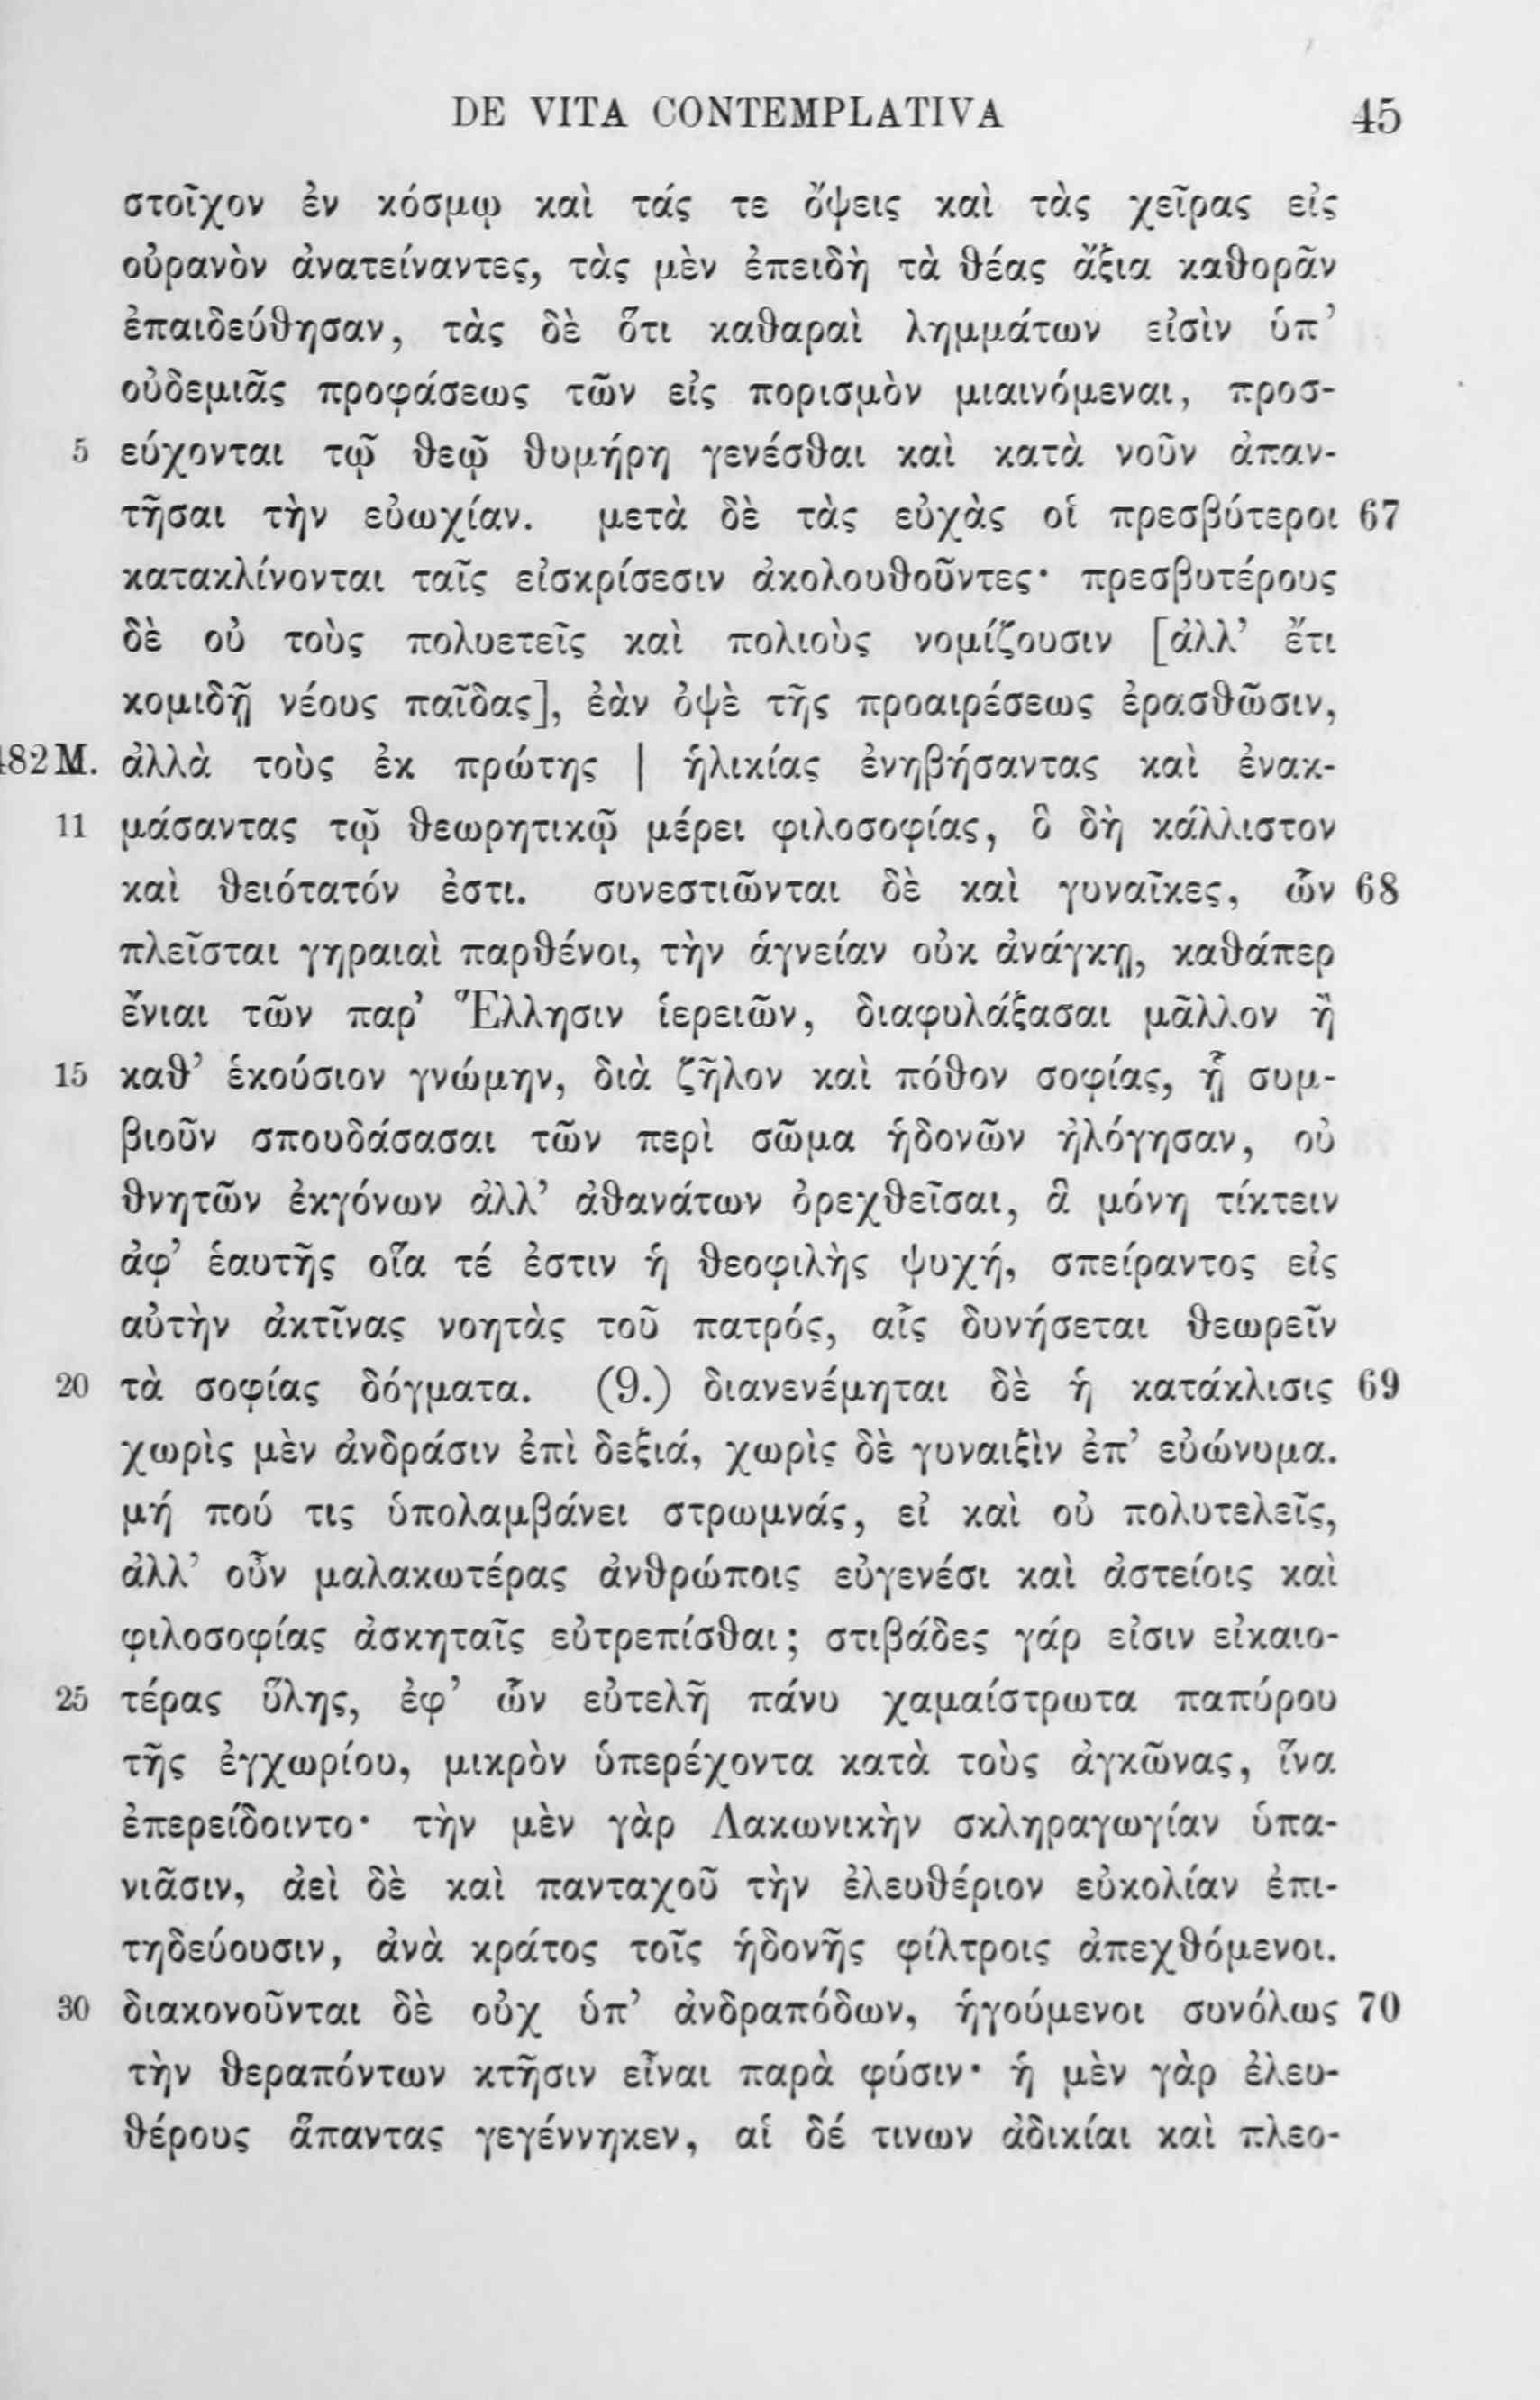 DE VITA CONTEMPLATIVA 45
στοῖχον ἐν κόσμῳ καὶ τάς τε ὄψεις καὶ τὰς χεῖρας εἰς
οὐρανὸν ἀνατείναντες, τὰς μὲν ἐπειδὴ τὰ θέας ἄξια καθορᾶν
ἐπαιδεύθησαν, τὰς δὲ ὅτι καθαραὶ λημμάτων εἰσὶν ὑπ’
οὐδεμιᾶς προφάσεως τῶν εἰς πορισμὸν μιαινόμεναι, προσ-
5 εύχονται τῷ θεῷ θυμήρη γενέσθαι καὶ κατὰ νοῦν ἀπαν-
τῆσαι τὴν εὐωχίαν. μετὰ δὲ τὰς εὐχὰς οἱ πρεσβύτεροι 67
κατακλίνονται ταῖς εἰσκρίσεσιν ἀκολουθοῦντες· πρεσβυτέρους
δὲ οὐ τοὺς πολυετεῖς καὶ πολιοὺς νομίζουσιν [ἀλλ’ ἔτι
κομιδῇ νέους παῖδας], ἐὰν ὀψὲ τῆς προαιρέσεως ἐρασθῶσιν,
482 M. ἀλλὰ τοὺς ἐκ πρώτης | ἡλικίας ἐνηβήσαντας καὶ ἐνακ-
11 μάσαντας τῷ θεωρητικῷ μέρει φιλοσοφίας, ὃ δὴ κάλλιστον
καὶ θειότατόν ἐστι. συνεστιῶνται δὲ καὶ γυναῖκες, ὧν 68
πλεῖσται γηραιαὶ παρθένοι, τὴν ἁγνείαν οὐκ ἀνάγκῃ, καθάπερ
ἔνιαι τῶν παρ’ Ἕλλησιν ἱερειῶν, διαφυλάξασαι μᾶλλον ἢ
15 καθ’ ἑκούσιον γνώμην, διὰ ζῆλον καὶ πόθον σοφίας, ᾗ συμ-
βιοῦν σπουδάσασαι τῶν περὶ σῶμα ἡδονῶν ἠλόγησαν, οὐ
θνητῶν ἐκγόνων ἀλλ’ ἀθανάτων ὀρεχθεῖσαι, ἃ μόνη τίκτειν
ἀφ’ ἑαυτῆς οἵα τέ ἐστιν ἡ θεοφιλὴς ψυχή, σπείραντος εἰς
αὐτὴν ἀκτῖνας νοητὰς τοῦ πατρός, αἷς δυνήσεται θεωρεῖν
20 τὰ σοφίας δόγματα. (9.) διανενέμηται δὲ ἡ κατάκλισις 69
χωρὶς μὲν ἀνδράσιν ἐπὶ δεξιά, χωρὶς δὲ γυναιξὶν ἐπ’ εὐώνυμα.
μή πού τις ὑπολαμβάνει στρωμνάς, εἰ καὶ οὐ πολυτελεῖς,
ἀλλ’ οὖν μαλακωτέρας ἀνθρώποις εὐγενέσι καὶ ἀστείοις καὶ
φιλοσοφίας ἀσκηταῖς εὐτρεπίσθαι; στιβάδες γάρ εἰσιν εἰκαιο-
25 τέρας ὕλης, ἐφ’ ὧν εὐτελῆ πάνυ χαμαίστρωτα παπύρου
τῆς ἐγχωρίου, μικρὸν ὑπερέχοντα κατὰ τοὺς ἀγκῶνας, ἵνα
ἐπερείδοιντο· τὴν μὲν γὰρ Λακωνικὴν σκληραγωγίαν ὑπα-
νιᾶσιν, ἀεὶ δὲ καὶ πανταχοῦ τὴν ἐλευθέριον εὐκολίαν ἐπι-
τηδεύουσιν, ἀνὰ κράτος τοῖς ἡδονῆς φίλτροις ἀπεχθόμενοι.
30 διακονοῦνται δὲ οὐχ ὑπ’ ἀνδραπόδων, ἡγούμενοι συνόλως 70
τὴν θεραπόντων κτῆσιν εἶναι παρὰ φύσιν· ἡ μὲν γὰρ ἐλευ-
θέρους ἅπαντας γεγέννηκεν, αἱ δέ τινων ἀδικίαι καὶ πλεο-